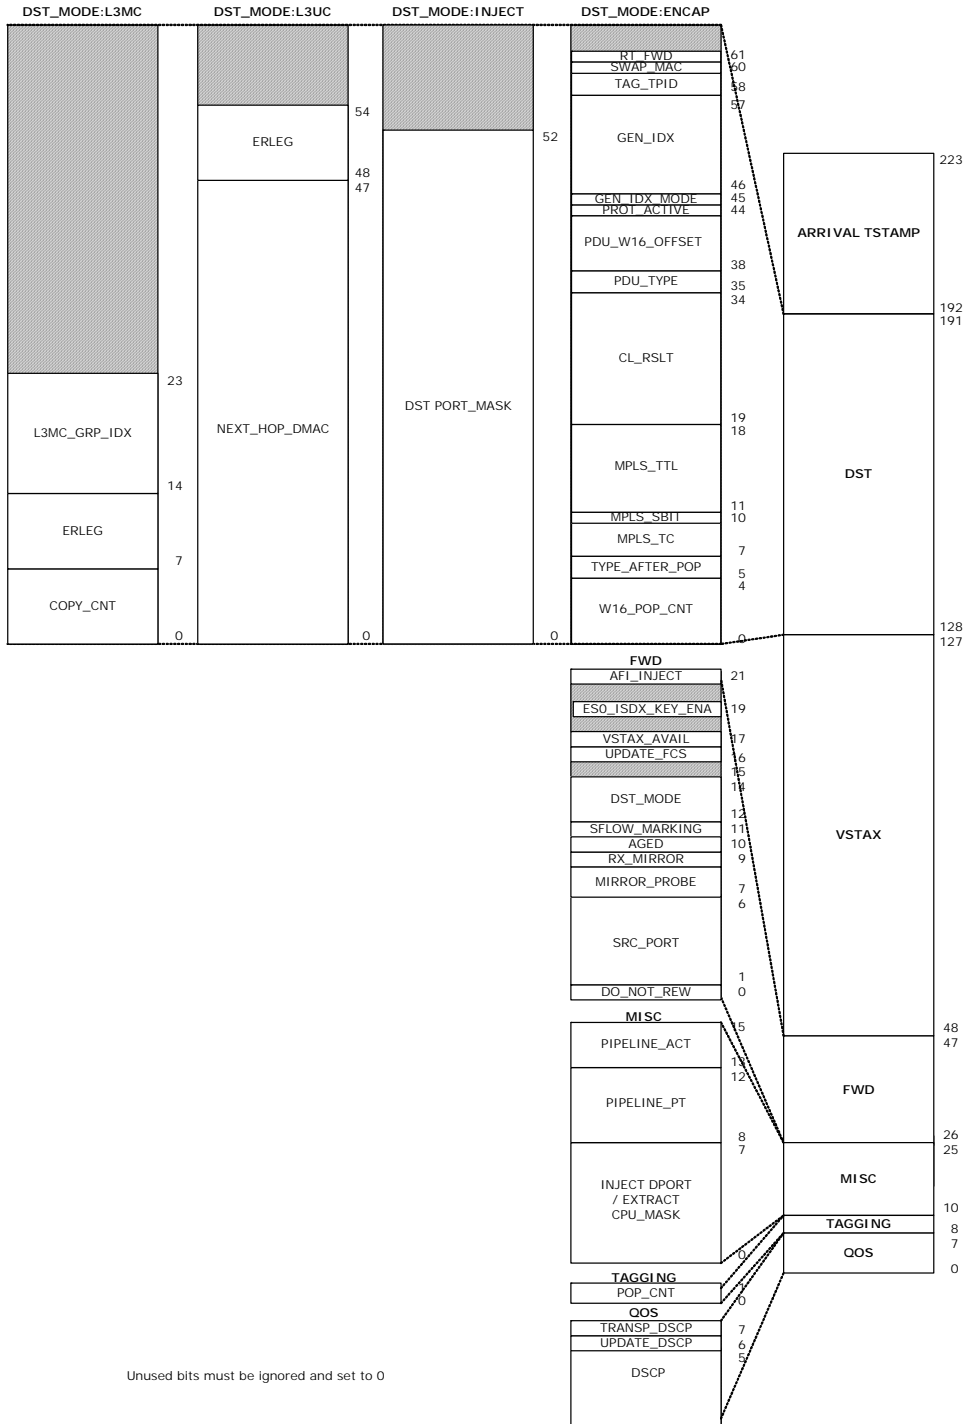 DST_MODE:L3MC DST_MODE:L3UC DST_MODE:INJECT DST_MODE:ENCAP
RT_FWD 61
SWAP_MAC 60
TAG_TPID 58
57
GEN_IDX
46
GEN_IDX_MODE 45
PROT_ACTIVE 44
PDU_W16_OFFSET
38
PDU_TYPE 35
34
CL_RSLT
19
18
MPLS_TTL
11
MPLS_SBIT 10
MPLS_TC
7
TYPE_AFTER_POP
5
4
W16_POP_CNT
0
54
ERLEG
48
47
NEXT_HOP_DMAC
0
52
DST PORT_MASK
0
23
L3MC_GRP_IDX
14
ERLEG
7
COPY_CNT
0
223
ARRIVAL TSTAMP
192
191
DST
128
127
VSTAX
48
47
FWD
26
25
MISC
10
TAGGING
8
7
QOS
0
FWD
AFI_INJECT 21
ES0_ISDX_KEY_ENA 19
VSTAX_AVAIL 17
UPDATE_FCS 16
15
14
DST_MODE
12
SFLOW_MARKING 11
AGED 10
RX_MIRROR 9
MIRROR_PROBE
7
6
SRC_PORT
1
DO_NOT_REW 0
MISC
15
PIPELINE_ACT
13
12
PIPELINE_PT
8
7
INJECT DPORT
/ EXTRACT
CPU_MASK
0
TAGGING
POP_CNT 1
0
QOS
TRANSP_DSCP 7
UPDATE_DSCP 6
5
DSCP
Unused bits must be ignored and set to 0